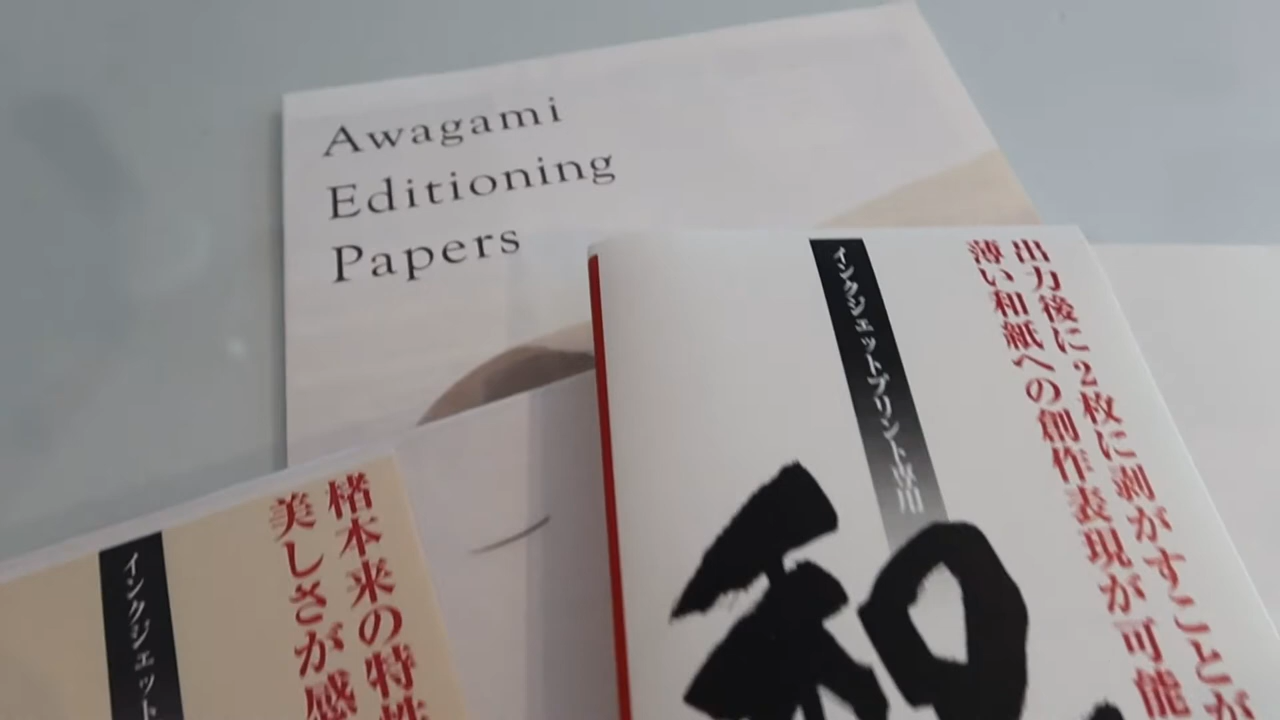 Awagami
Editioning
Papers
出力後に2枚に剥がすことが
薄い和紙への創作表現が可能
インクジェットプリント専用
和
楮本来の特性
美しさが感
インクジェット